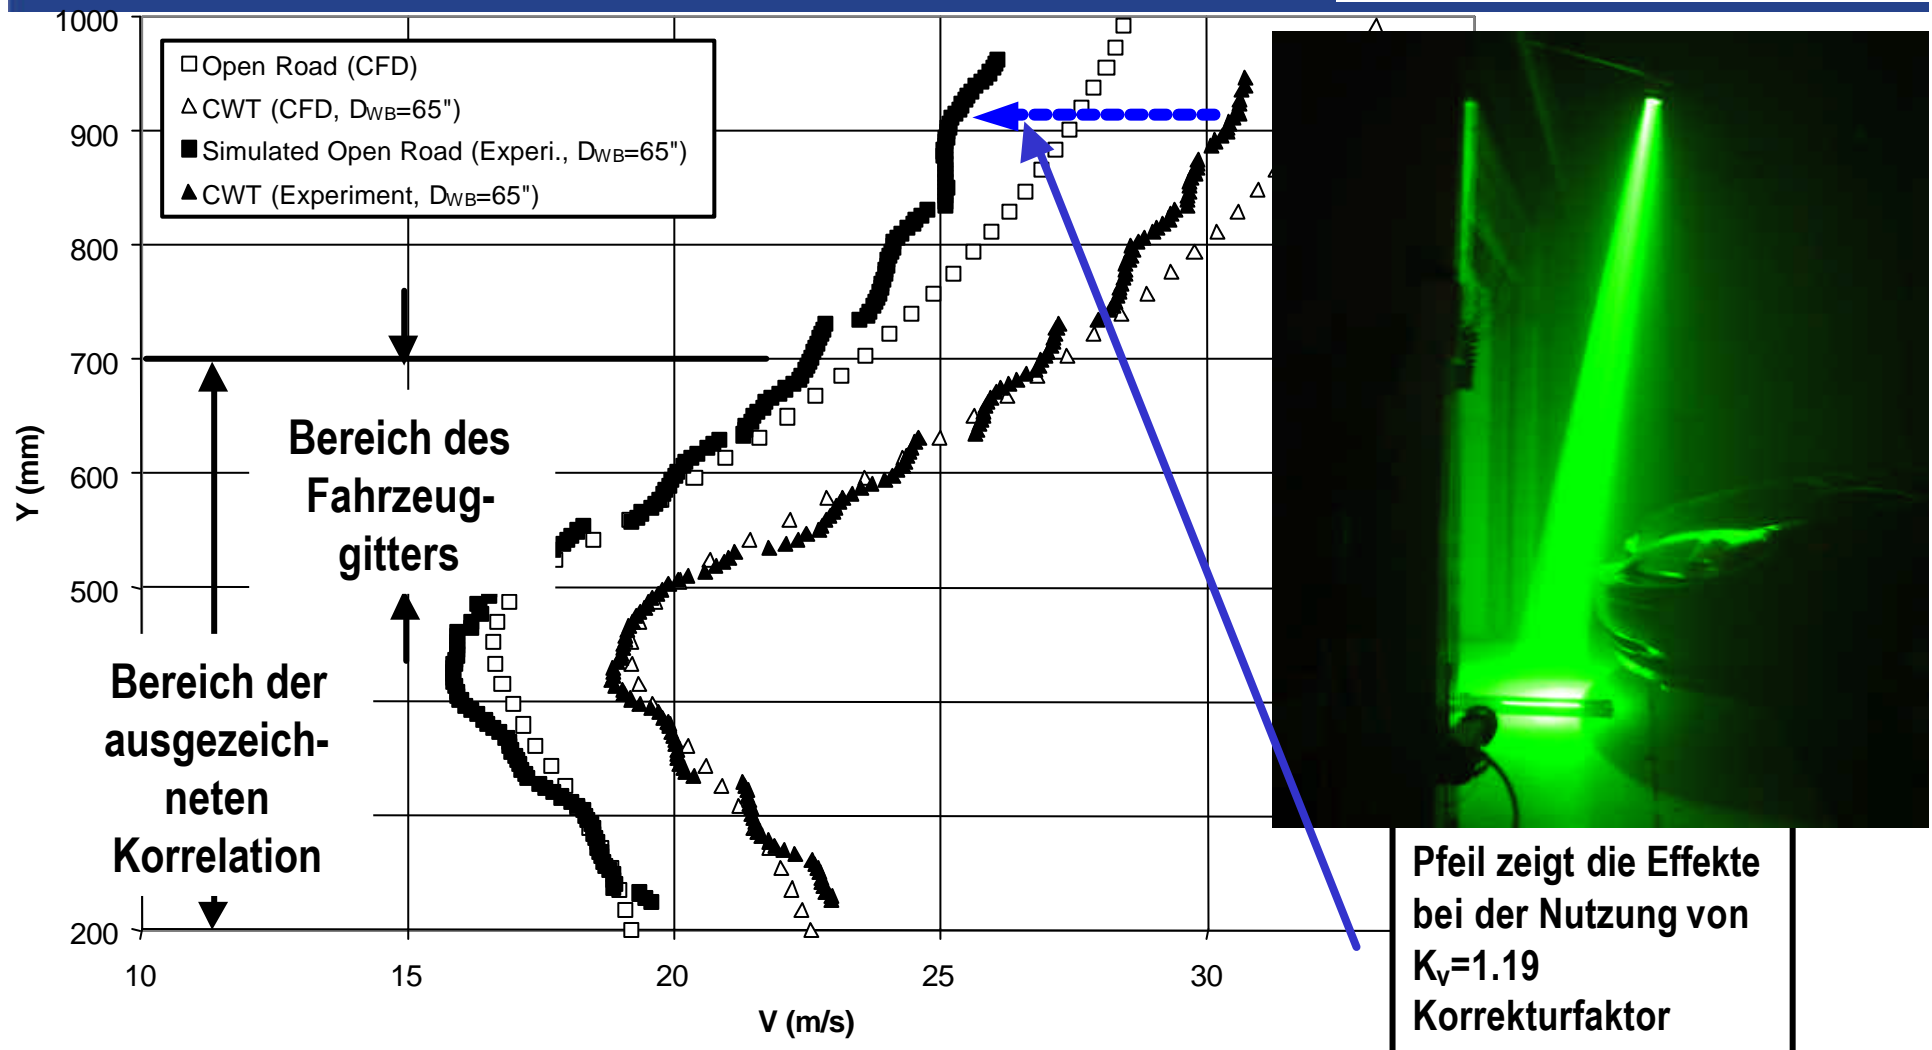 1000
900
800
700
600
500
200
Y (mm)
□ Open Road (CFD)
△ CWT (CFD, DWB=65")
■ Simulated Open Road (Experi., DWB=65")
▲ CWT (Experiment, DWB=65")
Bereich des
Fahrzeug-
gitters
Bereich der
ausgezeich-
neten
Korrelation
10
15
20
25
30
V (m/s)
Pfeil zeigt die Effekte
bei der Nutzung von
Kv=1.19
Korrekturfaktor